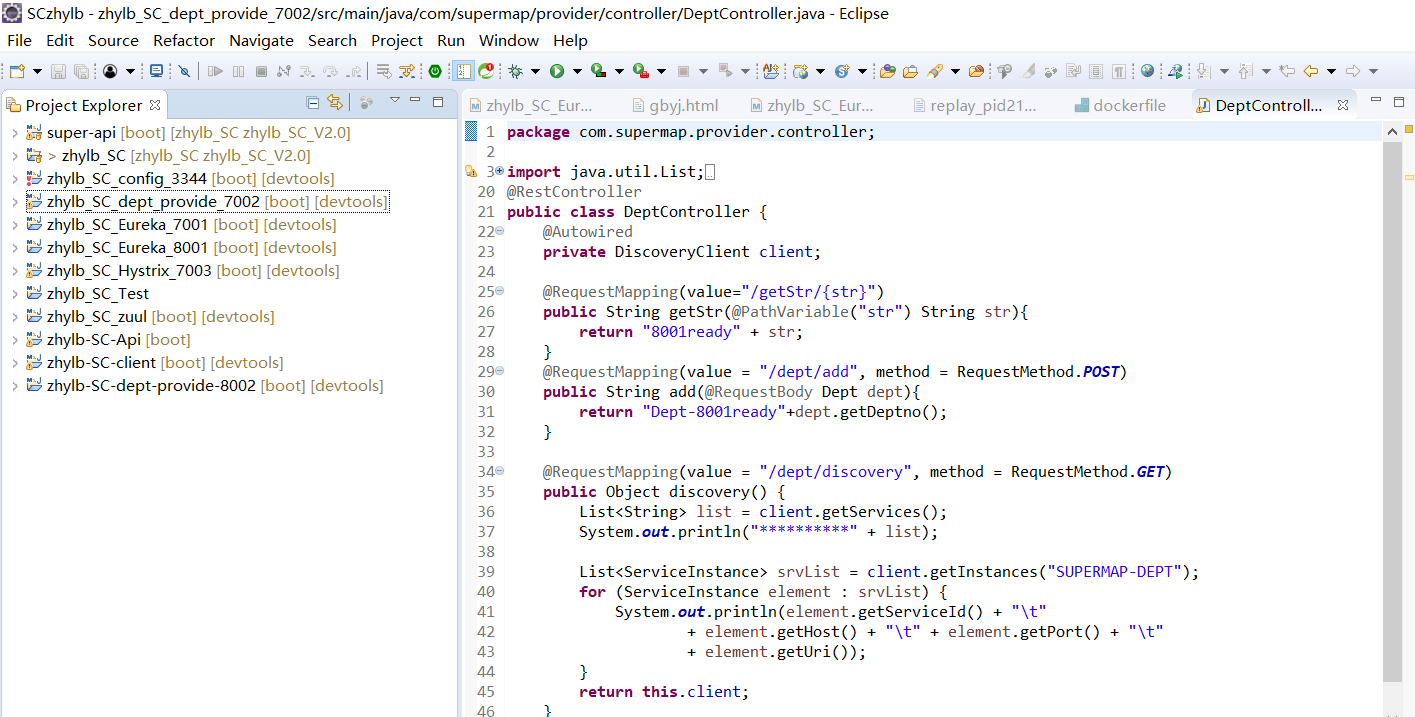 SCzhylb - zhylb_SC_dept_provide_7002/src/main/java/com/supermap/provider/controller/DeptController.java - Eclipse
File Edit Source Refactor Navigate Search Project Run Window Help
Project Explorer
super-api [boot] [zhylb_SC zhylb_SC_V2.0]
> zhylb_SC [zhylb_SC zhylb_SC_V2.0]
zhylb_SC_config_3344 [boot] [devtools]
zhylb_SC_dept_provide_7002 [boot] [devtools]
zhylb_SC_Eureka_7001 [boot] [devtools]
zhylb_SC_Eureka_8001 [boot] [devtools]
zhylb_SC_Hystrix_7003 [boot] [devtools]
zhylb_SC_Test
zhylb_SC_zuul [boot] [devtools]
zhylb-SC-Api [boot]
zhylb-SC-client [boot] [devtools]
zhylb-SC-dept-provide-8002 [boot] [devtools]
zhylb_SC_Eur... gbyj.html zhylb_SC_Eur... replay_pid21... dockerfile DeptControll...
1 package com.supermap.provider.controller;
2
3 import java.util.List;
20 @RestController
21 public class DeptController {
22 @Autowired
23 private DiscoveryClient client;
24
25 @RequestMapping(value="/getStr/{str}")
26 public String getStr(@PathVariable("str") String str){
27 return "8001ready" + str;
28 }
29 @RequestMapping(value = "/dept/add", method = RequestMethod.POST)
30 public String add(@RequestBody Dept dept){
31 return "Dept-8001ready"+dept.getDeptno();
32 }
33
34 @RequestMapping(value = "/dept/discovery", method = RequestMethod.GET)
35 public Object discovery() {
36 List<String> list = client.getServices();
37 System.out.println("**********" + list);
38
39 List<ServiceInstance> srvList = client.getInstances("SUPERMAP-DEPT");
40 for (ServiceInstance element : srvList) {
41 System.out.println(element.getServiceId() + "\t"
42 + element.getHost() + "\t" + element.getPort() + "\t"
43 + element.getUri());
44 }
45 return this.client;
46 }